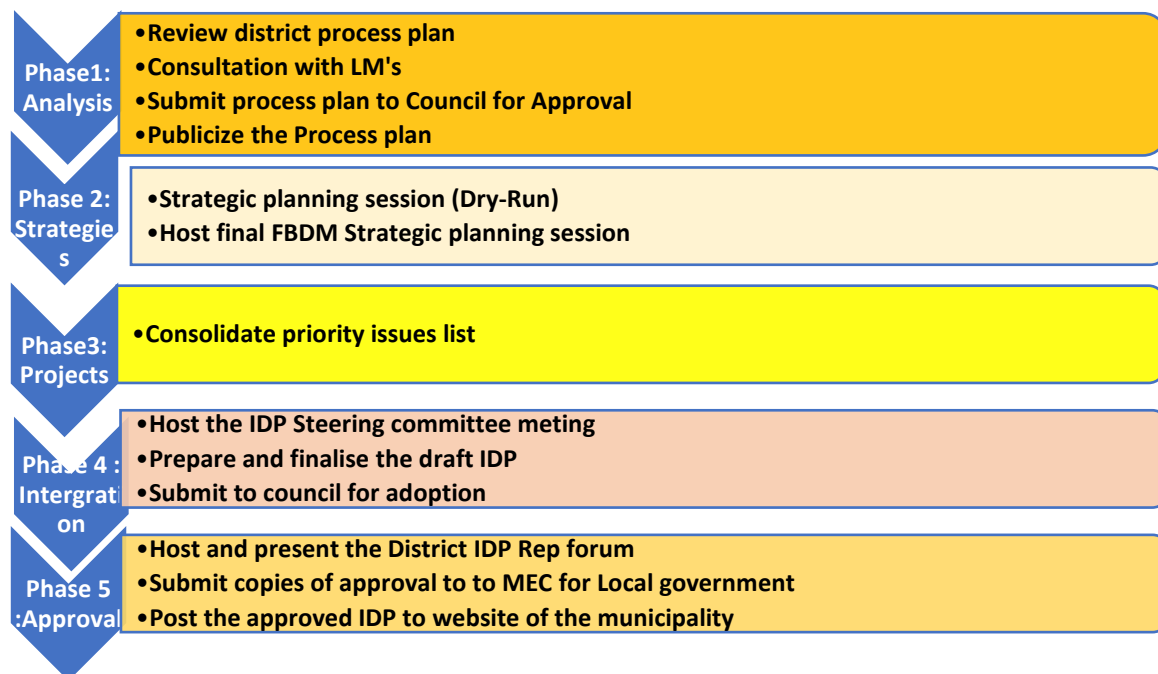 Phase1:
Analysis
•Review district process plan
•Consultation with LM's
•Submit process plan to Council for Approval
•Publicize the Process plan
Phase 2:
Strategie
s
•Strategic planning session (Dry-Run)
•Host final FBDM Strategic planning session
Phase3:
Projects
•Consolidate priority issues list
Phase 4 :
Intergrati
on
•Host the IDP Steering committee meting
•Prepare and finalise the draft IDP
•Submit to council for adoption
Phase 5
:Approval
•Host and present the District IDP Rep forum
•Submit copies of approval to to MEC for Local government
•Post the approved IDP to website of the municipality